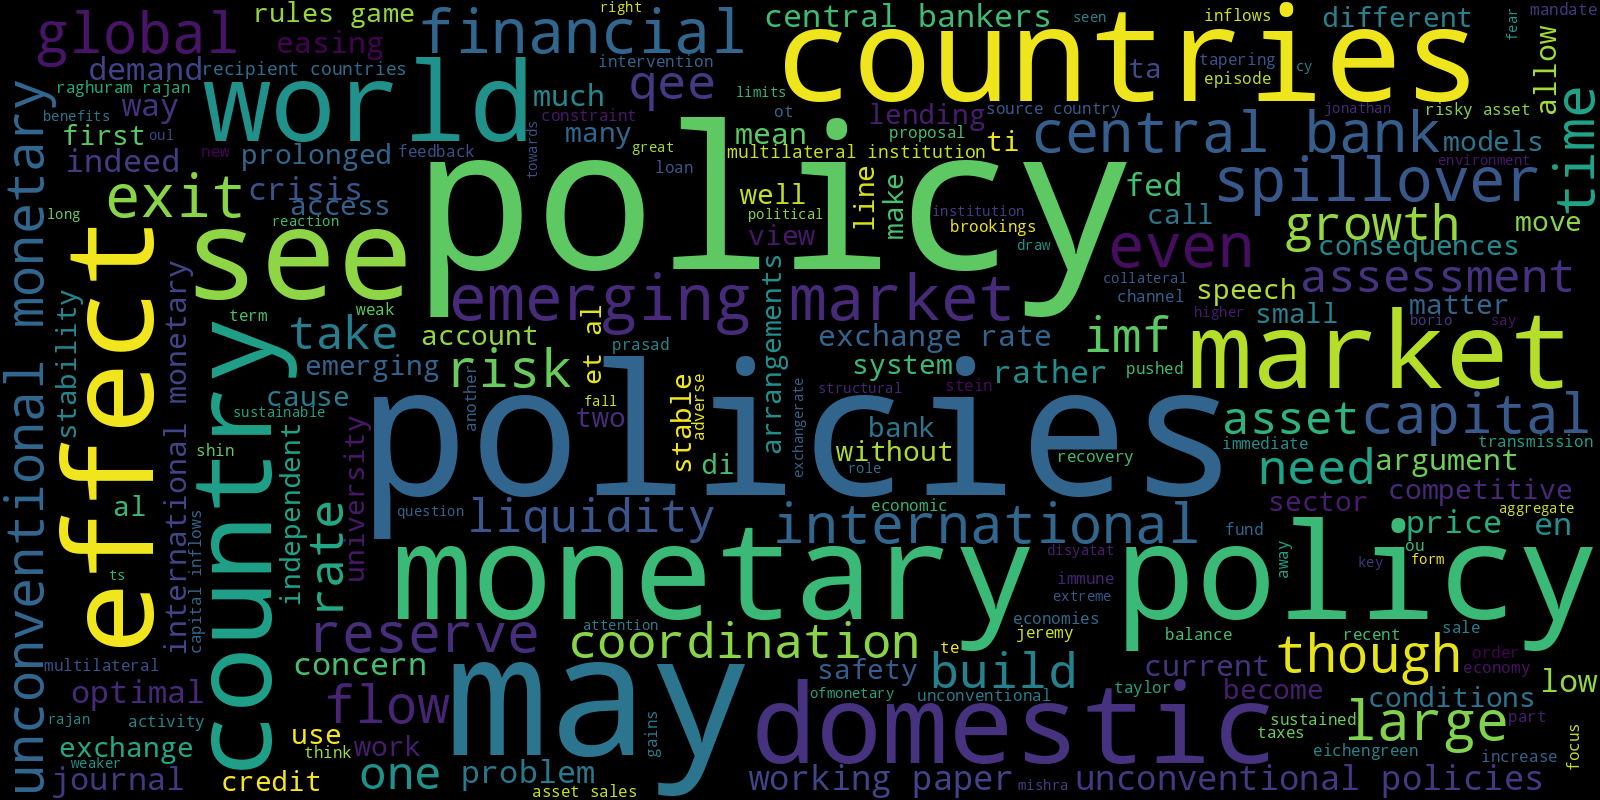 global
rules game
easing
financial
right
central bankers
seen
inflows
different
fear
mandate
demand
recipient countries
raghuram rajan
benefits
way
first
oul
indeed
new
prolonged
world
intervention
qee
much
constraint
many
feedback
towards
great
loan
limits
ot
mean
countries
lending
proposal
multilateral institution
ta
tapering
episode
cy
source country
ti
central bank
jonathan
risky asset
models
environment
allow
time
exit
crisis
access
long
reaction
see
policy
well
political
view
line
make
institution
brookings
draw
fed
call
spillover
growth
move
consequences
even
unconventional monetary
effect
stability
international monetary
country
term
weak
take
emerging
cause
sustainable
emerging market
account
risk
et al
prasad
fall
two
another
arrangements
stable
adverse
exchange rate
system
structural
stein
rather
collateral
channel
higher
imf
pushed
speech
small
assessment
matter
borio
say
market
policies
exchangerate
bank
without
role
di
recovery
asset
capital
immediate
transmission
need
argument
shin
al
independent
university
rate
capital inflows
ts
question
liquidity
economic
international
fund
sector
competitive
aggregate
price
en
ou
form
key
away
monetary policy
disyatat
immune
extreme
economies
jeremy
te
balance
recent
sale
order
economy
multilateral
optimal
rajan
activity
reserve
concern
attention
coordination
flow
may
safety
ofmonetary
build
unconventional
taylor
current
become
though
conditions
low
domestic
sustained
taxes
large
part
eichengreen
increase
focus
exchange
weaker
journal
use
think
work
credit
one
problem
asset sales
gains
working paper
mishra
unconventional policies